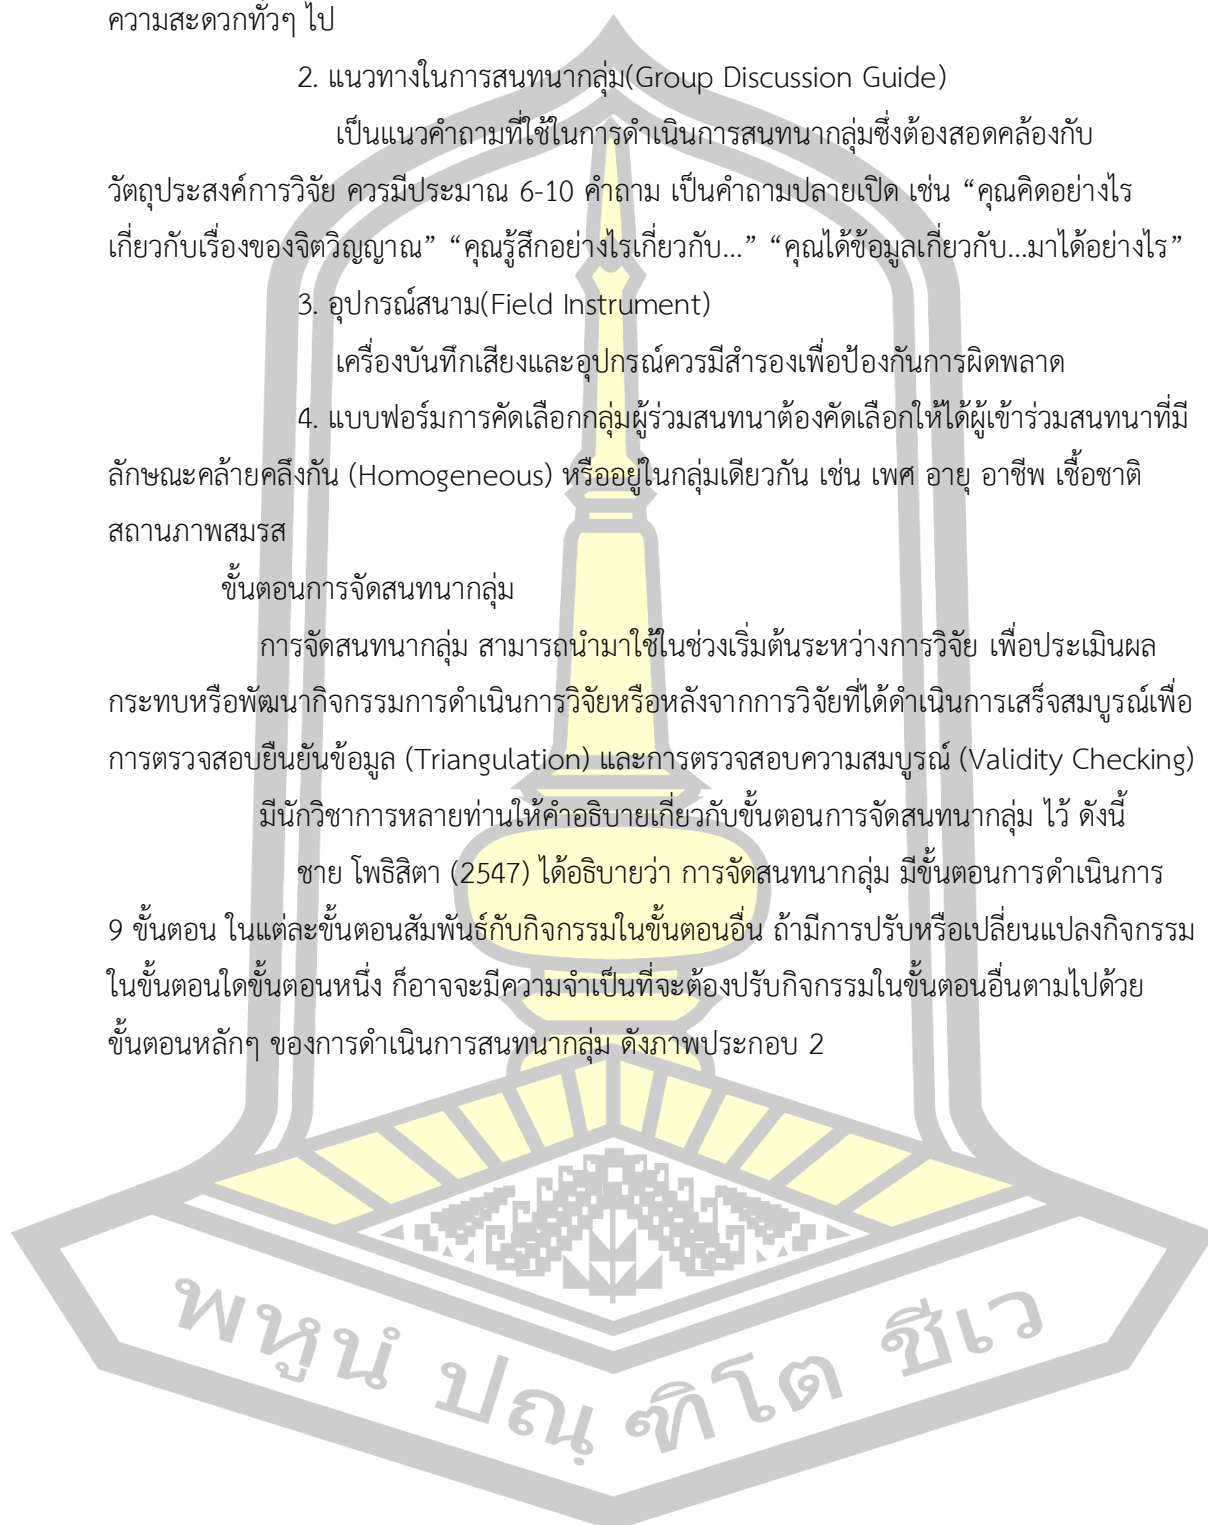 ความสะดวกทั่วๆ ไป
2. แนวทางในการสนทนากลุ่ม(Group Discussion Guide)
เป็นแนวคำถามที่ใช้ในการดำเนินการสนทนากลุ่มซึ่งต้องสอดคล้องกับ
วัตถุประสงค์การวิจัย ควรมีประมาณ 6-10 คำถาม เป็นคำถามปลายเปิด เช่น “คุณคิดอย่างไร
เกี่ยวกับเรื่องของจิตวิญญาณ” “คุณรู้สึกอย่างไรเกี่ยวกับ...” “คุณได้ข้อมูลเกี่ยวกับ...มาได้อย่างไร”
3. อุปกรณ์สนาม(Field Instrument)
เครื่องบันทึกเสียงและอุปกรณ์ควรมีสำรองเพื่อป้องกันการผิดพลาด
4. แบบฟอร์มการคัดเลือกกลุ่มผู้ร่วมสนทนาต้องคัดเลือกให้ได้ผู้เข้าร่วมสนทนาที่มี
ลักษณะคล้ายคลึงกัน (Homogeneous) หรืออยู่ในกลุ่มเดียวกัน เช่น เพศ อายุ อาชีพ เชื้อชาติ
สถานภาพสมรส
ขั้นตอนการจัดสนทนากลุ่ม
การจัดสนทนากลุ่ม สามารถนำมาใช้ในช่วงเริ่มต้นระหว่างการวิจัย เพื่อประเมินผล
กระทบหรือพัฒนากิจกรรมการดำเนินการวิจัยหรือหลังจากการวิจัยที่ได้ดำเนินการเสร็จสมบูรณ์เพื่อ
การตรวจสอบยืนยันข้อมูล (Triangulation) และการตรวจสอบความสมบูรณ์ (Validity Checking)
มีนักวิชาการหลายท่านให้คำอธิบายเกี่ยวกับขั้นตอนการจัดสนทนากลุ่ม ไว้ ดังนี้
ชาย โพธิสิตา (2547) ได้อธิบายว่า การจัดสนทนากลุ่ม มีขั้นตอนการดำเนินการ
9 ขั้นตอน ในแต่ละขั้นตอนสัมพันธ์กับกิจกรรมในขั้นตอนอื่น ถ้ามีการปรับหรือเปลี่ยนแปลงกิจกรรม
ในขั้นตอนใดขั้นตอนหนึ่ง ก็อาจจะมีความจำเป็นที่จะต้องปรับกิจกรรมในขั้นตอนอื่นตามไปด้วย
ขั้นตอนหลักๆ ของการดำเนินการสนทนากลุ่ม ดังภาพประกอบ 2
พหูนํ ปณฺฑิโต ชีเว